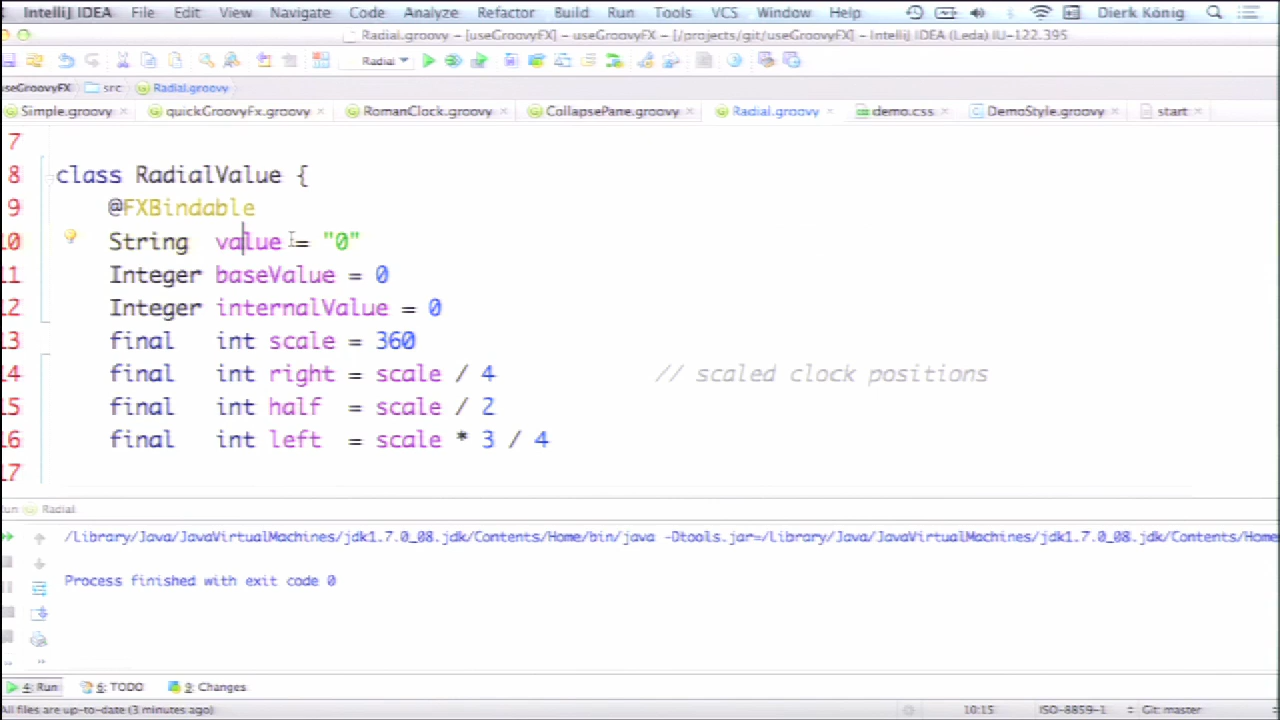 IntelliJ IDEA File Edit View Navigate Code Analyze Refactor Build Run Tools VCS Window Help Dierk König
Radial.groovy – [useGroovyFX] – useGroovyFX – [/projects/git/useGroovyFX] – IntelliJ IDEA (Leda) IU-122.395
Radial
useGroovyFX src Radial.groovy
Simple.groovy quickGroovyFx.groovy RomanClock.groovy CollapsePane.groovy Radial.groovy demo.css DemoStyle.groovy start
7
8 class RadialValue {
9 @FXBindable
10 String value = "0"
11 Integer baseValue = 0
12 Integer internalValue = 0
13 final int scale = 360
14 final int right = scale / 4 // scaled clock positions
15 final int half = scale / 2
16 final int left = scale * 3 / 4
17
Run Radial
/Library/Java/JavaVirtualMachines/jdk1.7.0_08.jdk/Contents/Home/bin/java -Dtools.jar=/Library/Java/JavaVirtualMachines/jdk1.7.0_08.jdk/Contents/Home
Process finished with exit code 0
4: Run 6: TODO 9: Changes
All files are up-to-date (3 minutes ago) 10:15 ISO-8859-1 Git: master